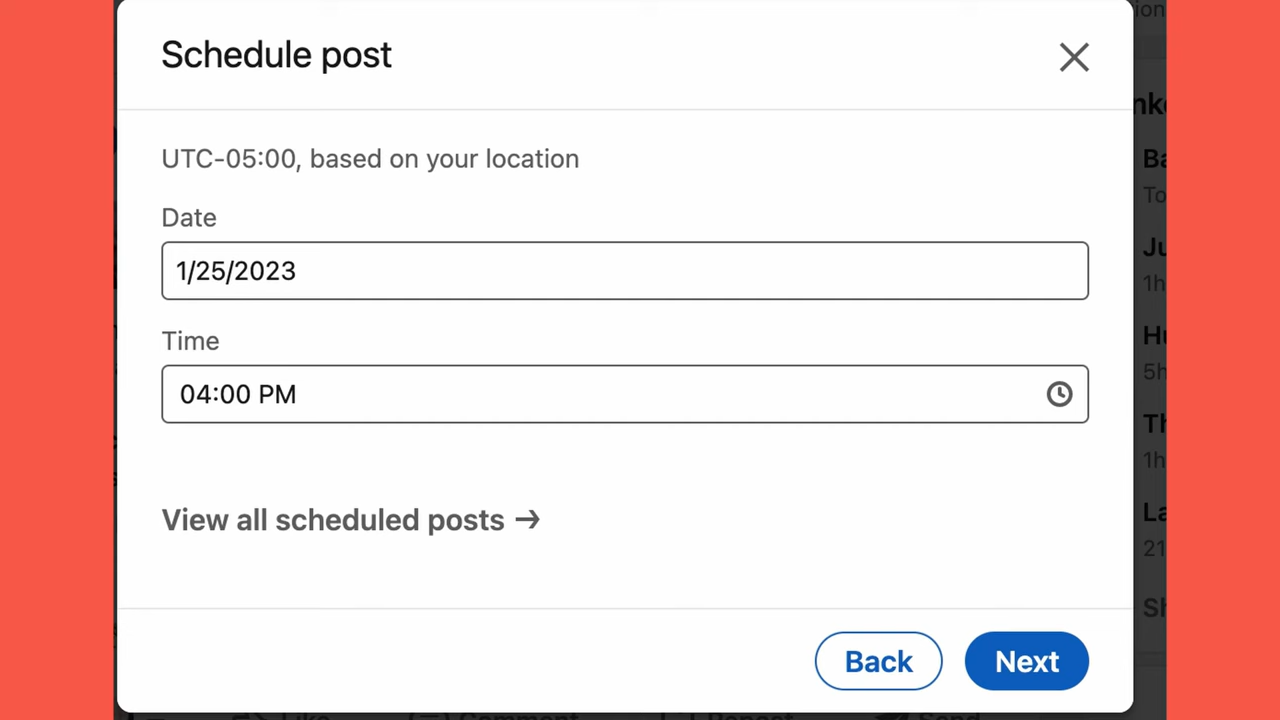 Schedule post
UTC-05:00, based on your location
Date
1/25/2023
Time
04:00 PM
View all scheduled posts →
Back
Next